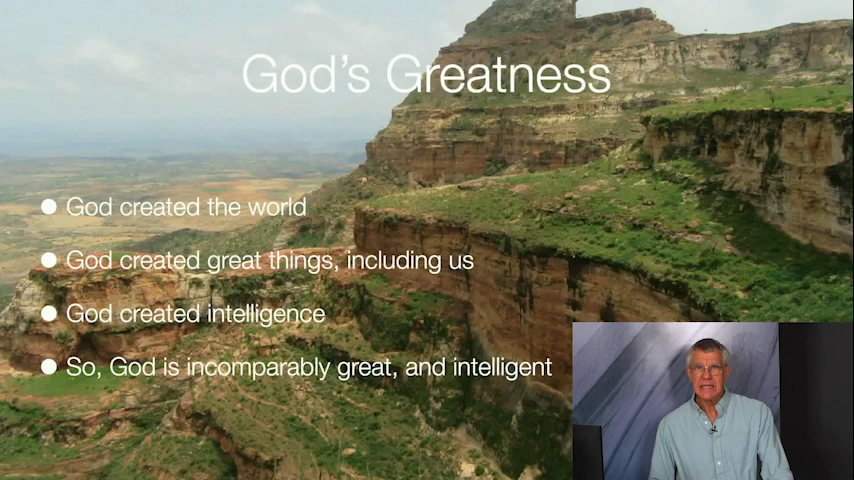 God's Greatness
● God created the world
● God created great things, including us
● God created intelligence
● So, God is incomparably great, and intelligent